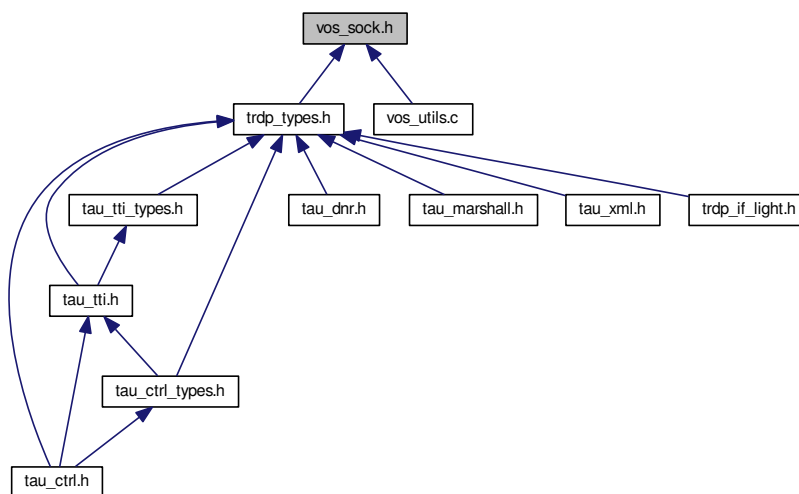 vos_sock.h
trdp_types.h
vos_utils.c
tau_tti_types.h
tau_dnr.h
tau_marshall.h
tau_xml.h
trdp_if_light.h
tau_tti.h
tau_ctrl_types.h
tau_ctrl.h